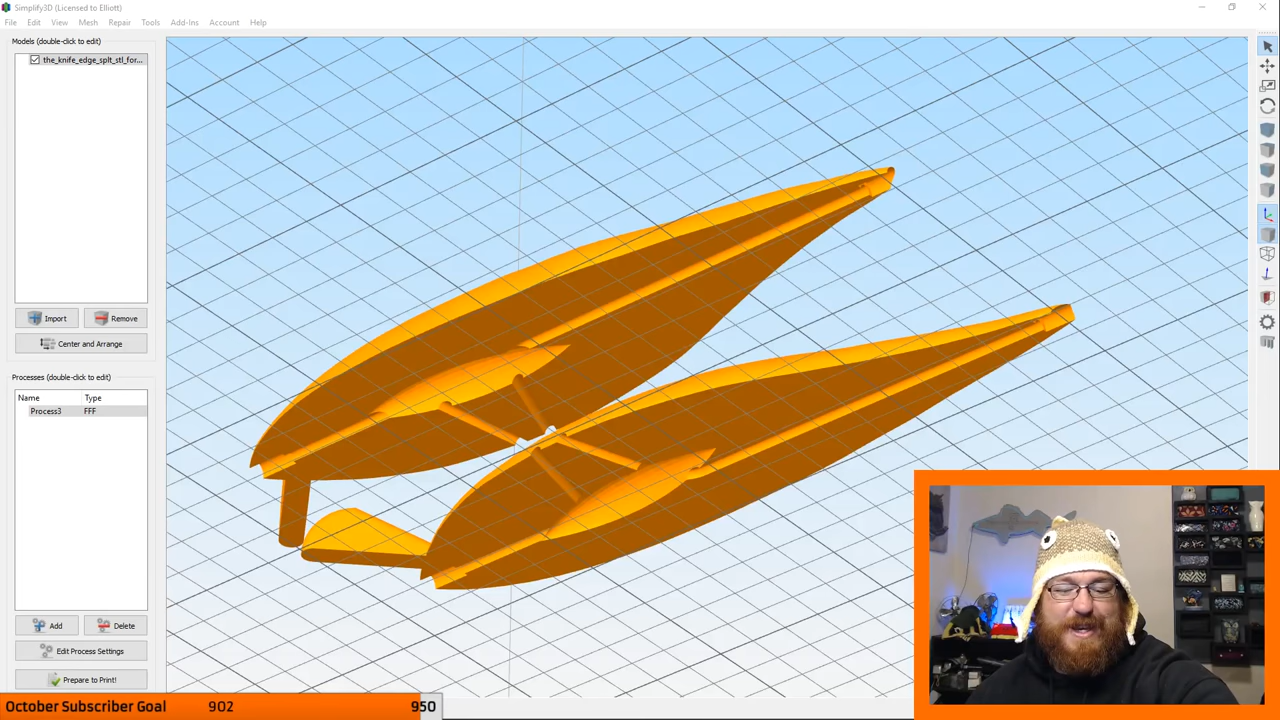 Simplify3D (Licensed to Elliott)
File Edit View Mesh Repair Tools Add-Ins Account Help
Models (double-click to edit)
the_knife_edge_splt_stl_for...
Import Remove
Center and Arrange
Processes (double-click to edit)
Name Type
Process3 FFF
Add Delete
Edit Process Settings
Prepare to Print!
October Subscriber Goal 902 950